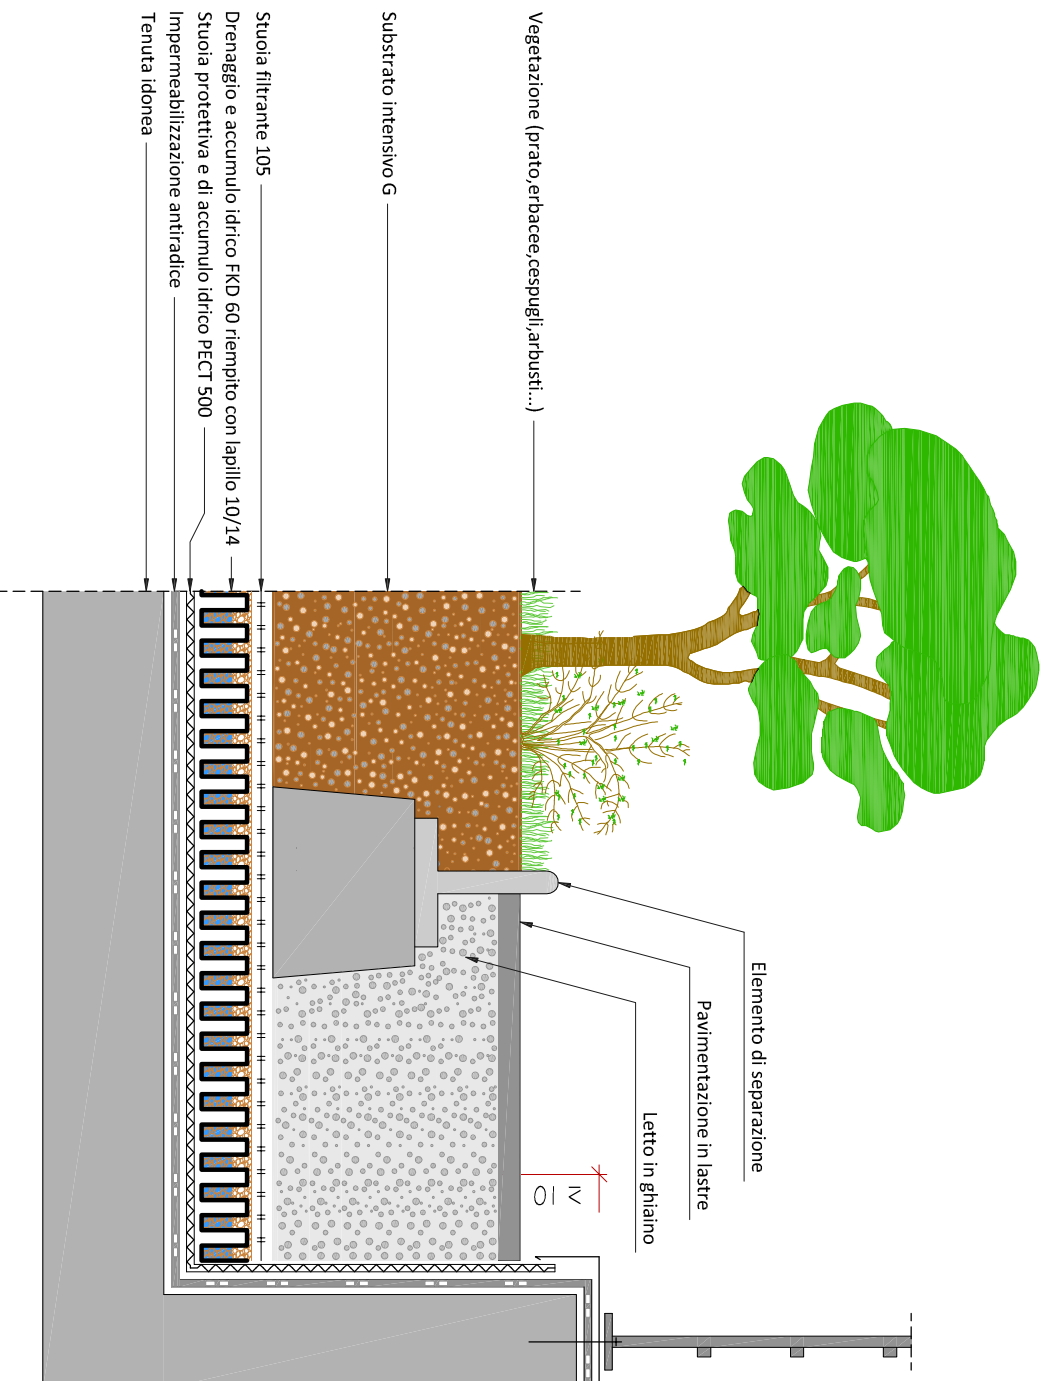 Elemento di separazione
Pavimentazione in lastre
Letto in ghiaino
≥10
Vegetazione (prato,erbacee,cespugli,arbusti...)
Substrato intensivo G
Stuoia filtrante 105
Drenaggio e accumulo idrico FKD 60 riempito con lapillo 10/14
Stuoia protettiva e di accumulo idrico PECT 500
Impermeabilizzazione antiradice
Tenuta idonea